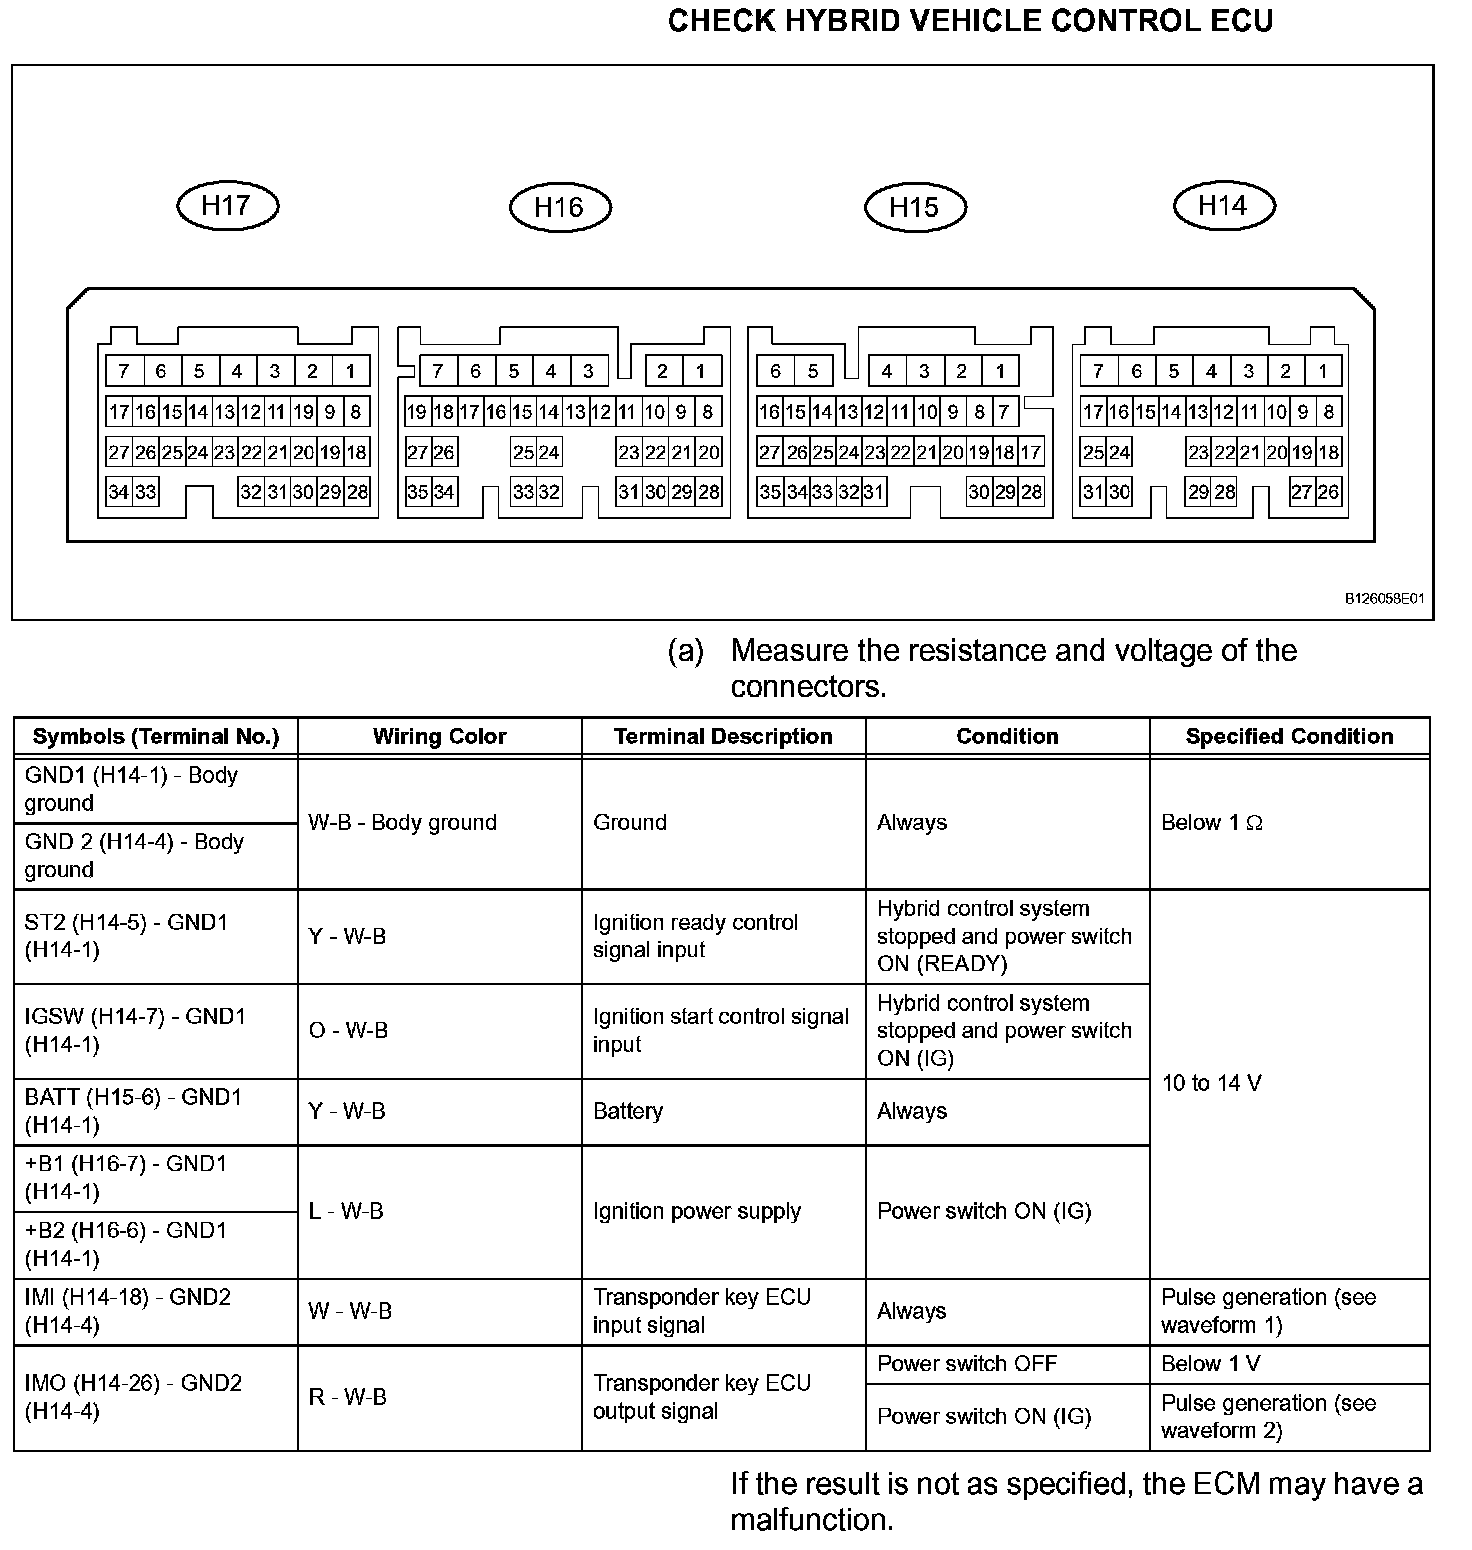 CHECK HYBRID VEHICLE CONTROL ECU
H17 H16 H15 H14
7 6 5 4 3 2 1 7 6 5 4 3 2 1 6 5 4 3 2 1 7 6 5 4 3 2 1
17 16 15 14 13 12 11 19 9 8 19 18 17 16 15 14 13 12 11 10 9 8 16 15 14 13 12 11 10 9 8 7 17 16 15 14 13 12 11 10 9 8
27 26 25 24 23 22 21 20 19 18 27 26 25 24 23 22 21 20 27 26 25 24 23 22 21 20 19 18 17 25 24 23 22 21 20 19 18
34 33 32 31 30 29 28 35 34 33 32 31 30 29 28 35 34 33 32 31 30 29 28 31 30 29 28 27 26
B126058E01
(a) Measure the resistance and voltage of the
connectors.
Symbols (Terminal No.) Wiring Color Terminal Description Condition Specified Condition
GND1 (H14-1) - Body
ground
GND 2 (H14-4) - Body
ground
W-B - Body ground
Ground
Always
Below 1 Ω
ST2 (H14-5) - GND1
(H14-1)
Y - W-B
Ignition ready control
signal input
Hybrid control system
stopped and power switch
ON (READY)
10 to 14 V
IGSW (H14-7) - GND1
(H14-1)
O - W-B
Ignition start control signal
input
Hybrid control system
stopped and power switch
ON (IG)
BATT (H15-6) - GND1
(H14-1)
Y - W-B
Battery
Always
+B1 (H16-7) - GND1
(H14-1)
+B2 (H16-6) - GND1
(H14-1)
L - W-B
Ignition power supply
Power switch ON (IG)
IMI (H14-18) - GND2
(H14-4)
W - W-B
Transponder key ECU
input signal
Always
Pulse generation (see
waveform 1)
IMO (H14-26) - GND2
(H14-4)
R - W-B
Transponder key ECU
output signal
Power switch OFF
Below 1 V
Power switch ON (IG)
Pulse generation (see
waveform 2)
If the result is not as specified, the ECM may have a
malfunction.